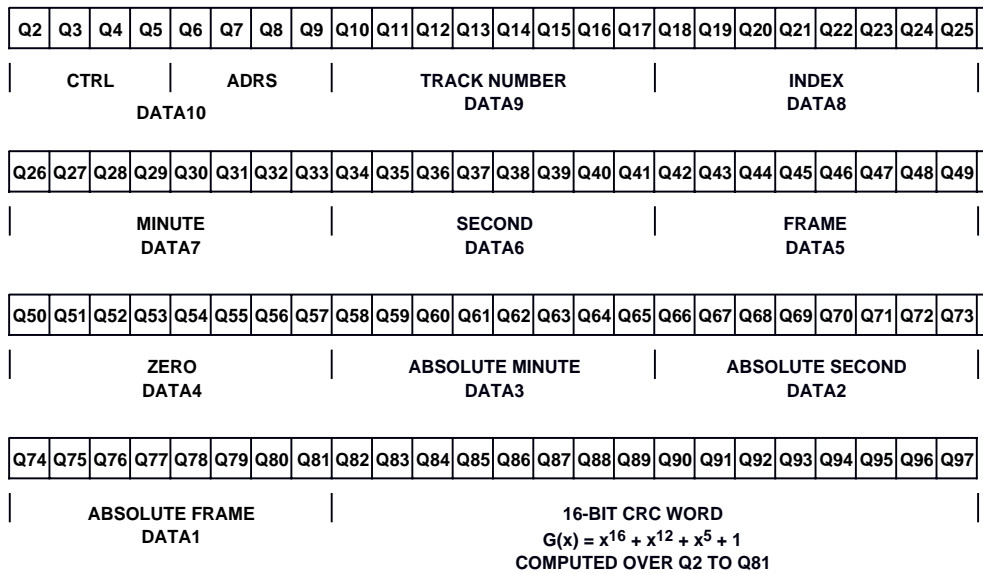 Q2 Q3 Q4 Q5 Q6 Q7 Q8 Q9 Q10 Q11 Q12 Q13 Q14 Q15 Q16 Q17 Q18 Q19 Q20 Q21 Q22 Q23 Q24 Q25
CTRL ADRS TRACK NUMBER INDEX
DATA10 DATA9 DATA8
Q26 Q27 Q28 Q29 Q30 Q31 Q32 Q33 Q34 Q35 Q36 Q37 Q38 Q39 Q40 Q41 Q42 Q43 Q44 Q45 Q46 Q47 Q48 Q49
MINUTE SECOND FRAME
DATA7 DATA6 DATA5
Q50 Q51 Q52 Q53 Q54 Q55 Q56 Q57 Q58 Q59 Q60 Q61 Q62 Q63 Q64 Q65 Q66 Q67 Q68 Q69 Q70 Q71 Q72 Q73
ZERO ABSOLUTE MINUTE ABSOLUTE SECOND
DATA4 DATA3 DATA2
Q74 Q75 Q76 Q77 Q78 Q79 Q80 Q81 Q82 Q83 Q84 Q85 Q86 Q87 Q88 Q89 Q90 Q91 Q92 Q93 Q94 Q95 Q96 Q97
ABSOLUTE FRAME 16-BIT CRC WORD
DATA1 G(x) = x¹⁶ + x¹² + x⁵ + 1
COMPUTED OVER Q2 TO Q81